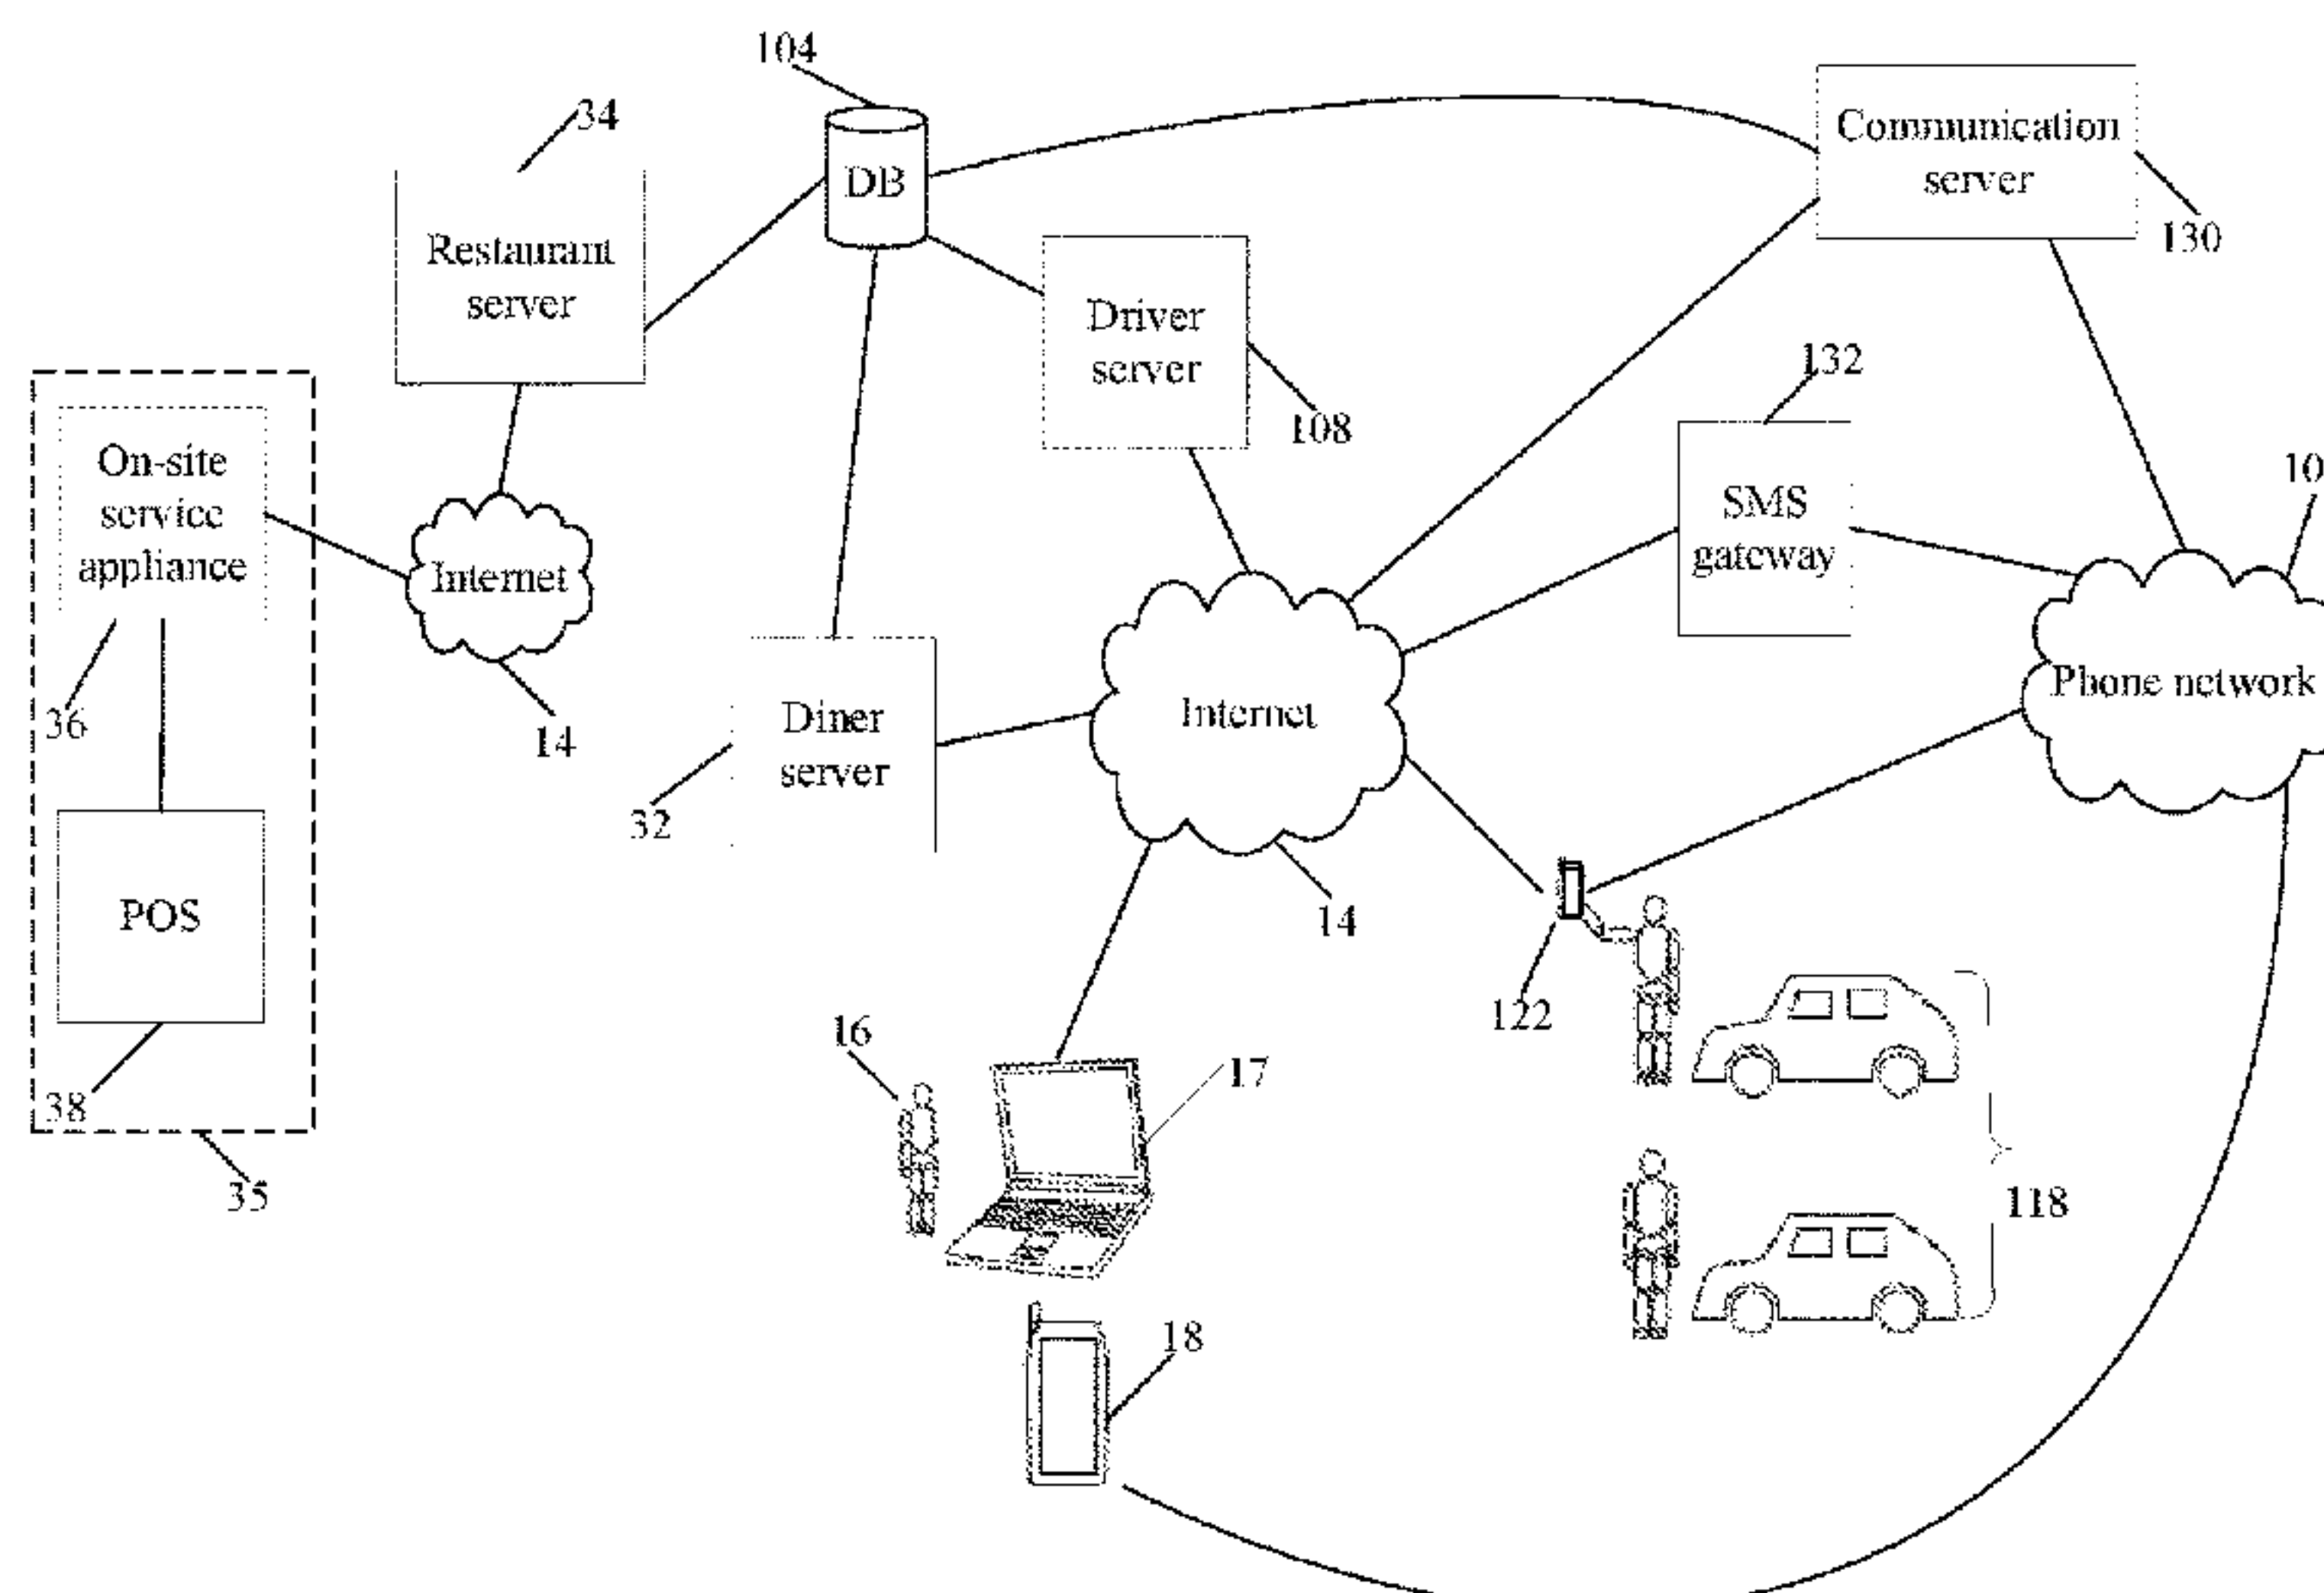 104
34
DB
Communication
server
130
Restaurant
server
Driver
server
108
132
On-site
service
appliance
SMS
gateway
10
Internet
36
14
Diner
server
32
Internet
Phone network
POS
14
38
35
16
17
122
118
18